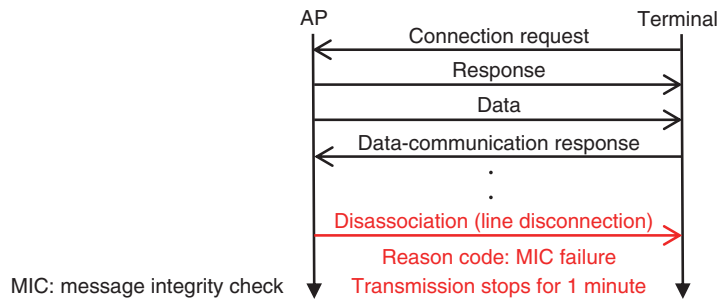 AP
Terminal
Connection request
Response
Data
Data-communication response
Disassociation (line disconnection)
Reason code: MIC failure
MIC: message integrity check
Transmission stops for 1 minute